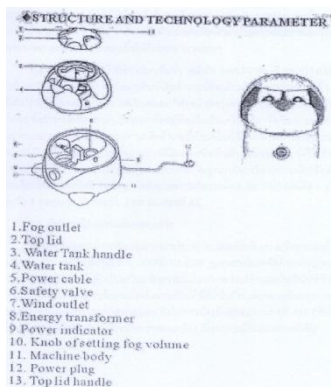 ◆STRUCTURE AND TECHNOLOGY PARAMETER
1.Fog outlet
2.Top lid
3. Water Tank handle
4.Water tank
5.Power cable
6.Safety valve
7.Wind outlet
8.Energy transformer
9 Power indicator
10. Knob of setting fog volume
11. Machine body
12. Power plug
13. Top lid handle